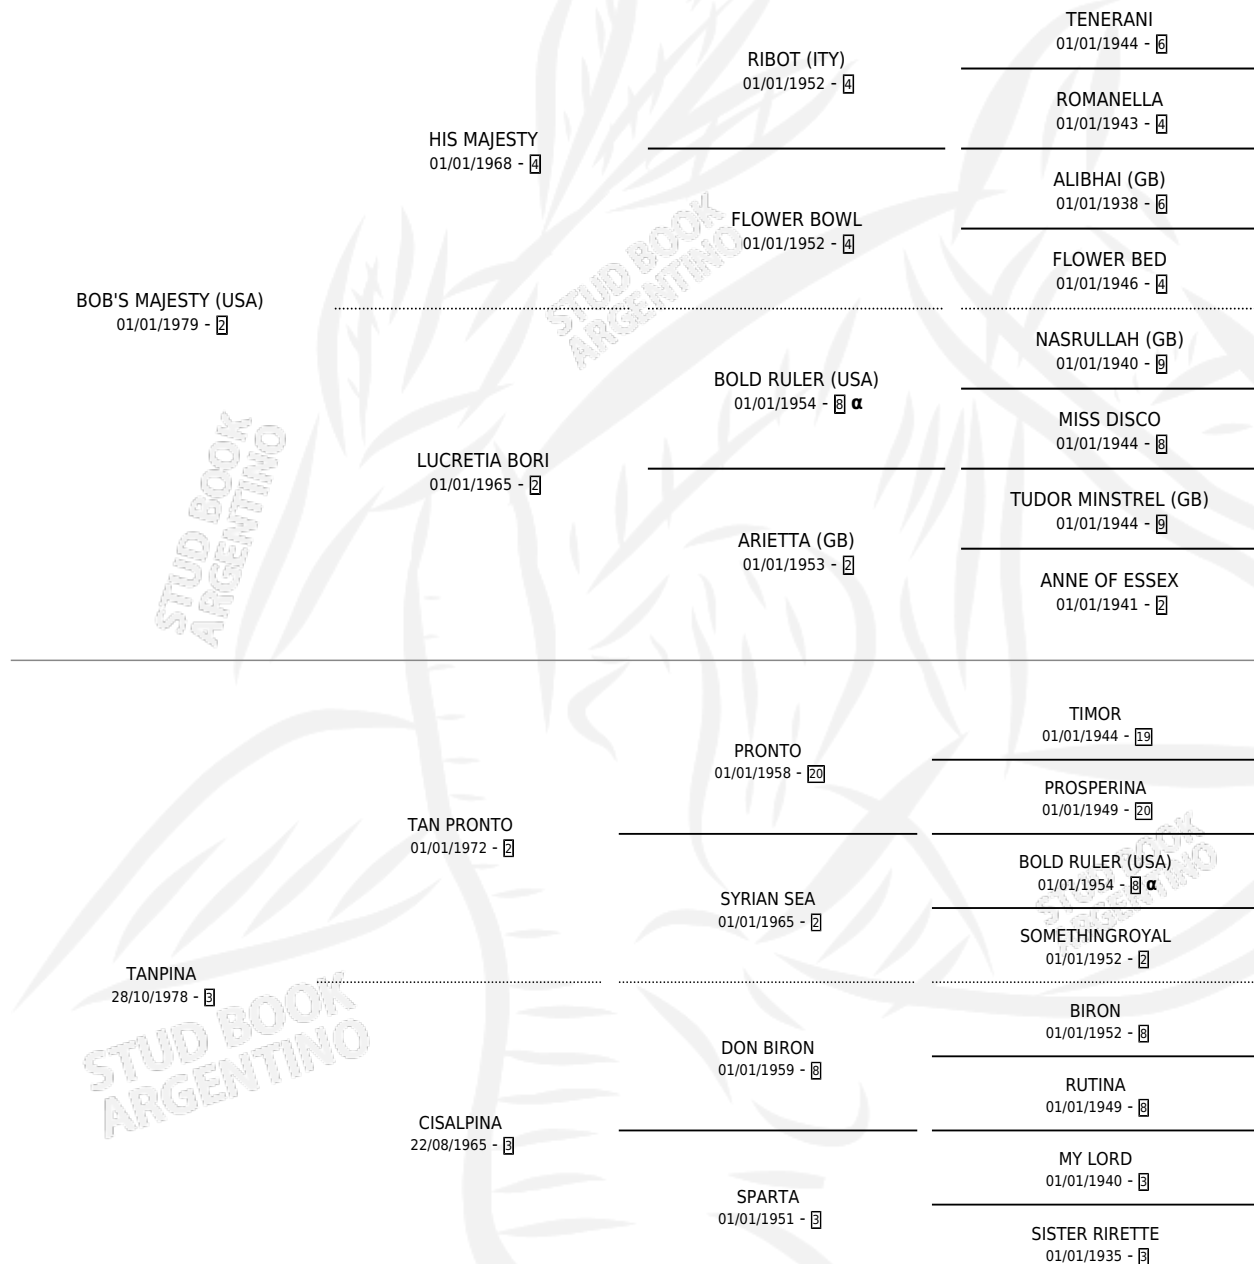 TENERANI
01/01/1944 - 6
RIBOT (ITY)
01/01/1952 - 4
ROMANELLA
01/01/1943 - 4
HIS MAJESTY
01/01/1968 - 4
ALIBHAI (GB)
01/01/1938 - 6
FLOWER BOWL
01/01/1952 - 4
FLOWER BED
01/01/1946 - 4
BOB'S MAJESTY (USA)
01/01/1979 - 2
NASRULLAH (GB)
01/01/1940 - 9
BOLD RULER (USA)
01/01/1954 - 8 α
MISS DISCO
01/01/1944 - 8
LUCRETIA BORI
01/01/1965 - 2
TUDOR MINSTREL (GB)
01/01/1944 - 9
ARIETTA (GB)
01/01/1953 - 2
ANNE OF ESSEX
01/01/1941 - 2
TIMOR
01/01/1944 - 19
PRONTO
01/01/1958 - 20
PROSPERINA
01/01/1949 - 20
TAN PRONTO
01/01/1972 - 2
BOLD RULER (USA)
01/01/1954 - 8 α
SYRIAN SEA
01/01/1965 - 2
SOMETHINGROYAL
01/01/1952 - 2
TANPINA
28/10/1978 - 3
BIRON
01/01/1952 - 8
DON BIRON
01/01/1959 - 8
RUTINA
01/01/1949 - 8
CISALPINA
22/08/1965 - 3
MY LORD
01/01/1940 - 3
SPARTA
01/01/1951 - 3
SISTER RIRETTE
01/01/1935 - 3
STUD BOOK
ARGENTINO
STUD BOOK
ARGENTINO
STUD BOOK
ARGENTINO
STUD BOOK
ARGENTINO